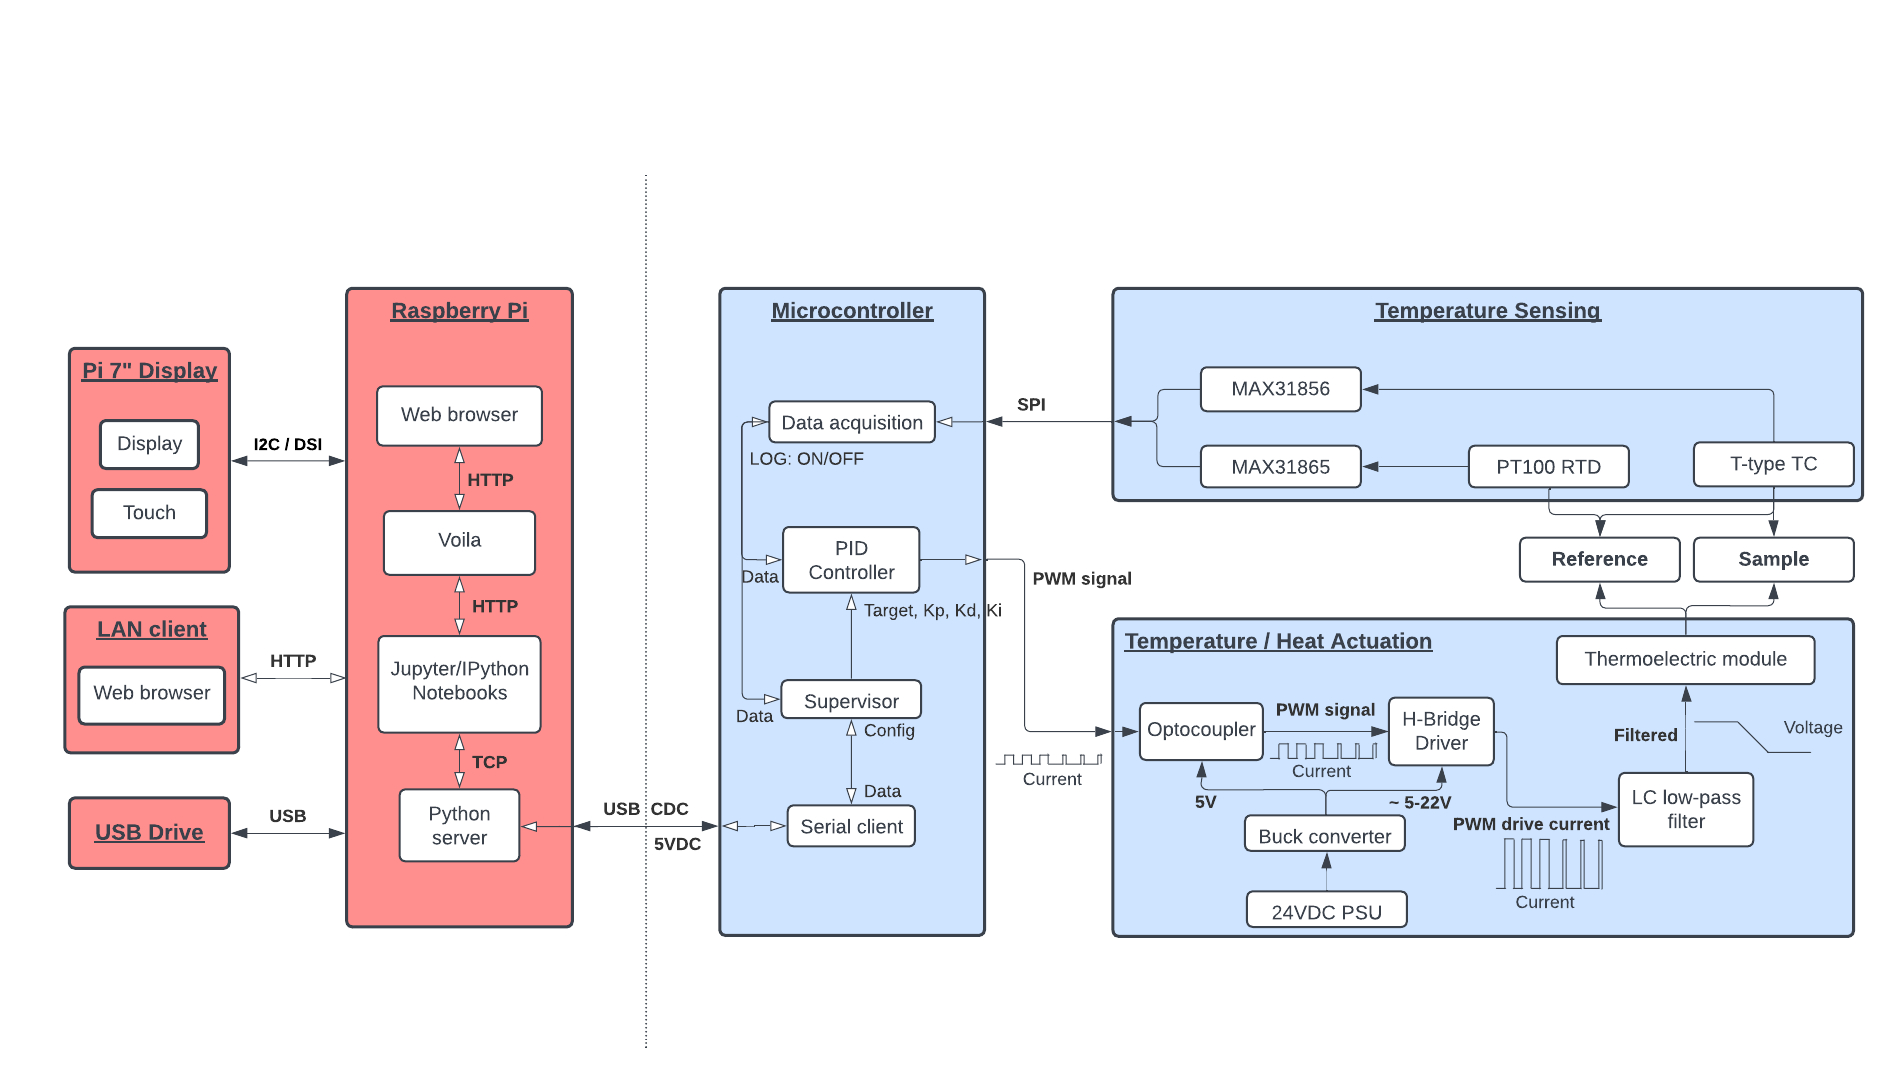 Pi 7" Display
Display
Touch
I2C / DSI
LAN client
Web browser
HTTP
USB Drive
USB
Raspberry Pi
Web browser
HTTP
Voila
HTTP
Jupyter/IPython
Notebooks
TCP
Python
server
USB CDC
5VDC
Microcontroller
Data acquisition
LOG: ON/OFF
PID
Controller
Data
Target, Kp, Kd, Ki
Supervisor
Data
Config
Data
Serial client
SPI
PWM signal
Current
Temperature Sensing
MAX31856
MAX31865
PT100 RTD
T-type TC
Reference
Sample
Temperature / Heat Actuation
Thermoelectric module
Optocoupler
PWM signal
Current
H-Bridge
Driver
Filtered
Voltage
5V
~ 5-22V
Buck converter
24VDC PSU
PWM drive current
Current
LC low-pass
filter